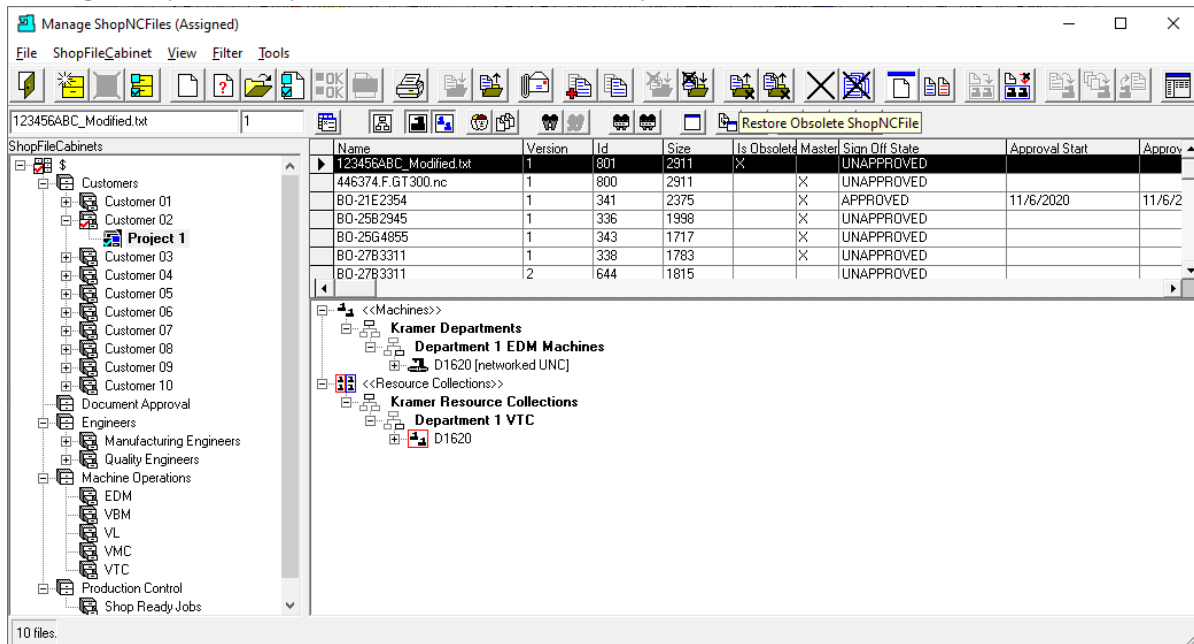 Manage ShopNCFiles (Assigned)
File ShopFileCabinet View Filter Tools
OK
OK
123456ABC_Modified.txt 1
Restore Obsolete ShopNCFile
ShopFileCabinets
$
Customers
Customer 01
Customer 02
Project 1
Customer 03
Customer 04
Customer 05
Customer 06
Customer 07
Customer 08
Customer 09
Customer 10
Document Approval
Engineers
Manufacturing Engineers
Quality Engineers
Machine Operations
EDM
VBM
VL
VMC
VTC
Production Control
Shop Ready Jobs
Name Version Id Size Is Obsolete Master Sign Off State Approval Start Approv
123456ABC_Modified.txt 1 801 2911 X UNAPPROVED
446374.F.GT300.nc 1 800 2911 X UNAPPROVED
BO-21E2354 1 341 2375 X APPROVED 11/6/2020 11/6/2
BO-25B2945 1 336 1998 X UNAPPROVED
BO-25G4855 1 343 1717 X UNAPPROVED
BO-27B3311 1 338 1783 X UNAPPROVED
BO-27B3311 2 644 1815 UNAPPROVED
<<Machines>>
Kramer Departments
Department 1 EDM Machines
D1620 [networked UNC]
<<Resource Collections>>
Kramer Resource Collections
Department 1 VTC
D1620
10 files.